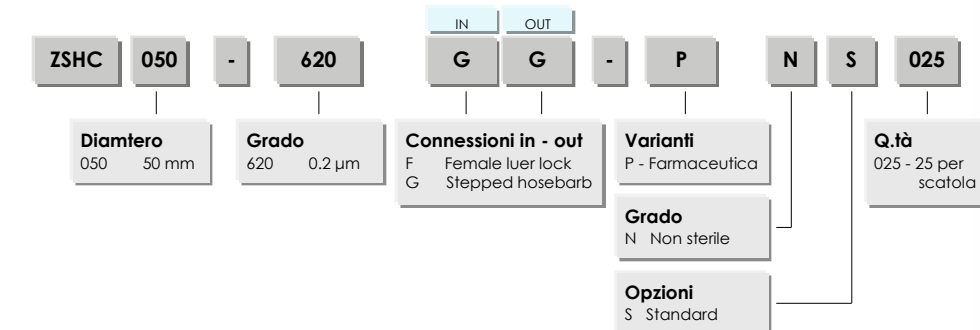 IN OUT
ZSHC 050 - 620 G G - P N S 025
Diamtero
050 50 mm
Grado
620 0.2 µm
Connessioni in - out
F Female luer lock
G Stepped hosebarb
Varianti
P - Farmaceutica
Q.tà
025 - 25 per
scatola
Grado
N Non sterile
Opzioni
S Standard